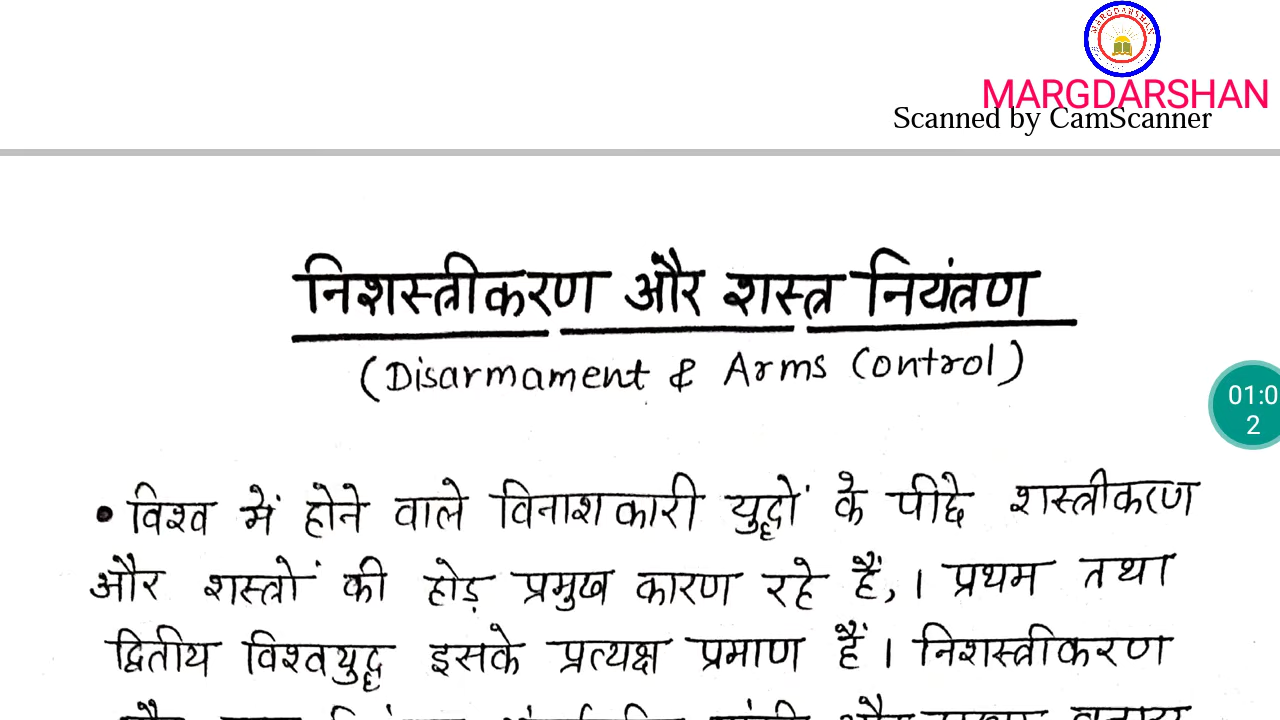 MARGDARSHAN
MARGDARSHAN
Scanned by CamScanner
निशस्त्रीकरण और शस्त्र नियंत्रण
(Disarmament & Arms Control)
01:0
2
• विश्व में होने वाले विनाशकारी युद्धों के पीछे शस्त्रीकरण
और शस्त्रों की होड़ प्रमुख कारण रहे हैं, । प्रथम तथा
द्वितीय विश्वयुद्ध इसके प्रत्यक्ष प्रमाण हैं । निशस्त्रीकरण